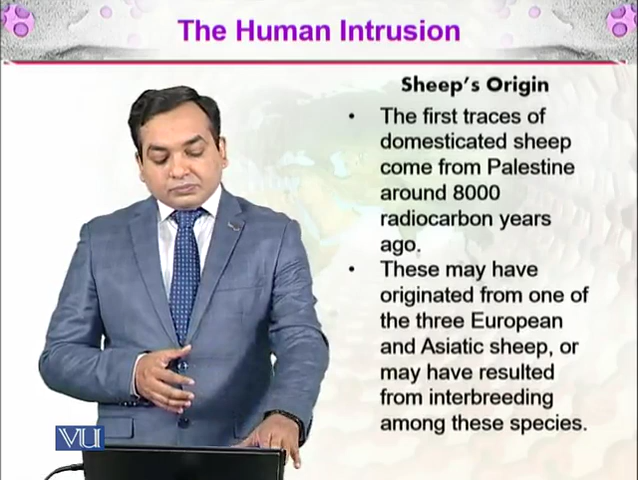 The Human Intrusion
Sheep's Origin
• The first traces of
domesticated sheep
come from Palestine
around 8000
radiocarbon years
ago.
• These may have
originated from one of
the three European
and Asiatic sheep, or
may have resulted
from interbreeding
among these species.
VU